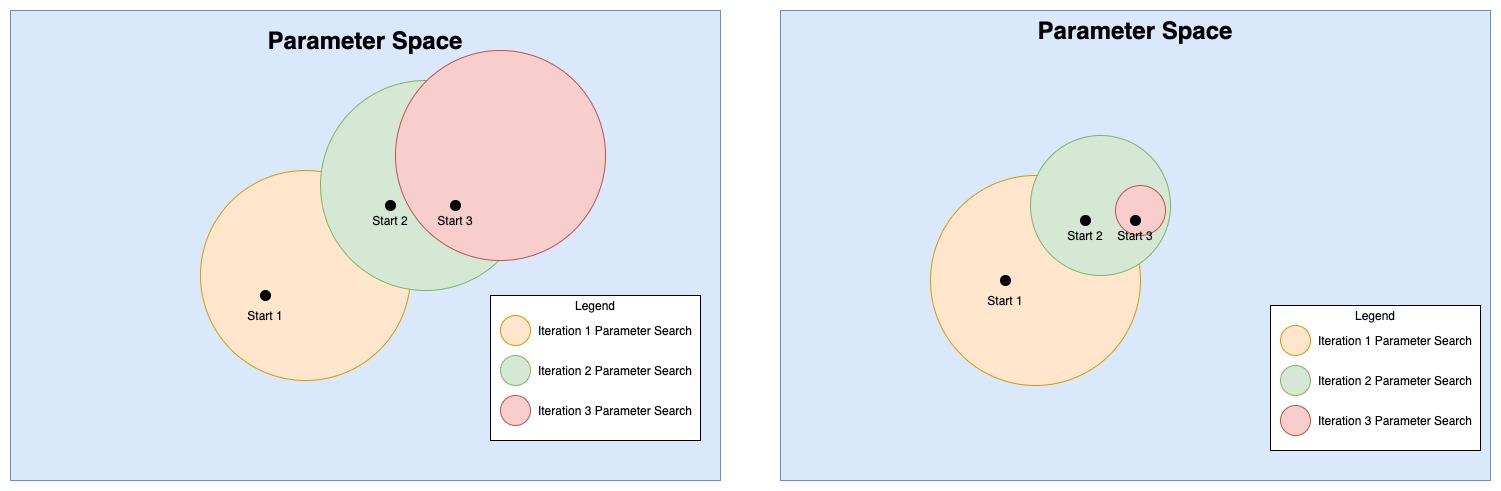 Parameter Space
Start 2
Start 3
Start 1
Legend
Iteration 1 Parameter Search
Iteration 2 Parameter Search
Iteration 3 Parameter Search
Parameter Space
Start 2
Start 3
Start 1
Legend
Iteration 1 Parameter Search
Iteration 2 Parameter Search
Iteration 3 Parameter Search